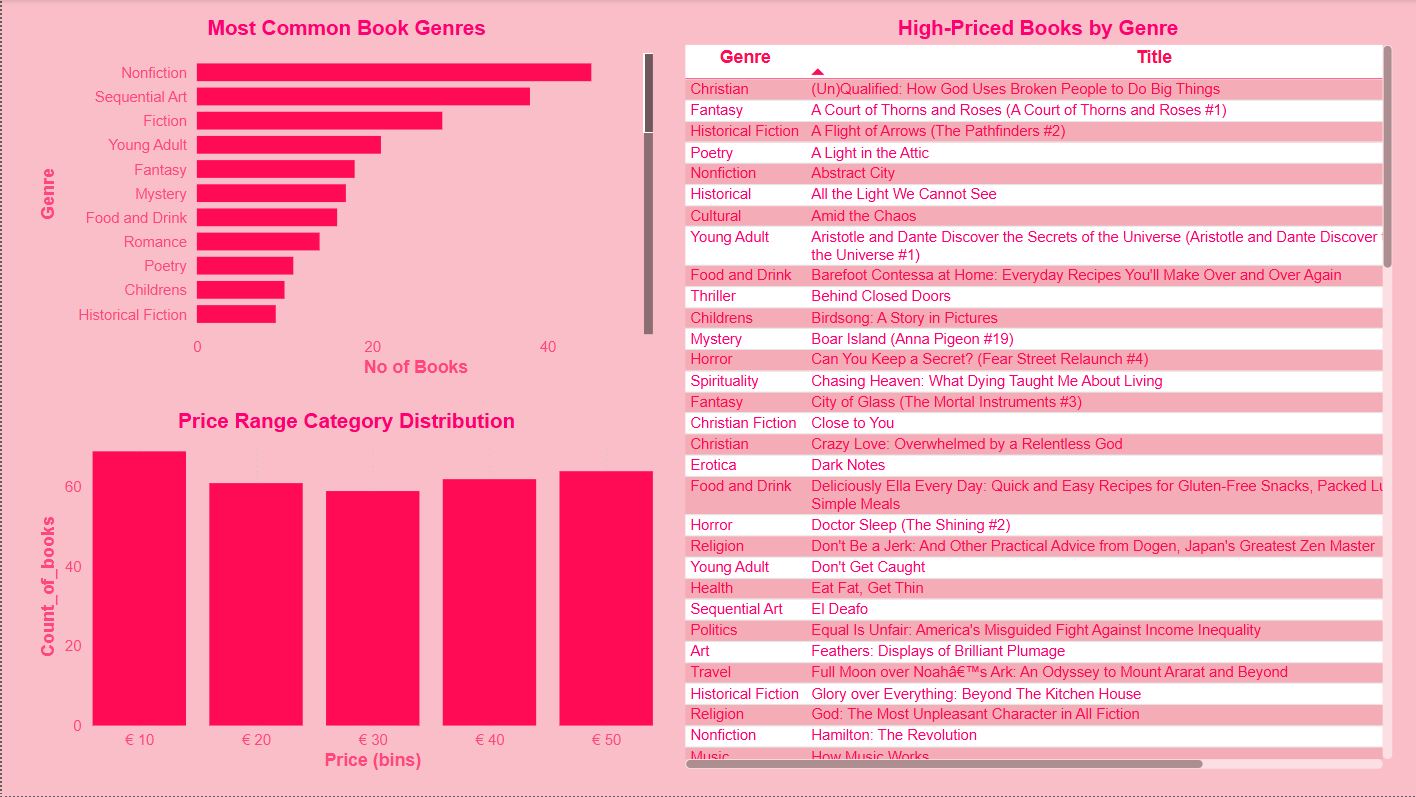 Most Common Book Genres
Genre
Nonfiction
Sequential Art
Fiction
Young Adult
Fantasy
Mystery
Food and Drink
Romance
Poetry
Childrens
Historical Fiction
0 20 40
No of Books
Price Range Category Distribution
Count_of_books
60
40
20
0
€ 10 € 20 € 30 € 40 € 50
Price (bins)
High-Priced Books by Genre
Genre Title
Christian (Un)Qualified: How God Uses Broken People to Do Big Things
Fantasy A Court of Thorns and Roses (A Court of Thorns and Roses #1)
Historical Fiction A Flight of Arrows (The Pathfinders #2)
Poetry A Light in the Attic
Nonfiction Abstract City
Historical All the Light We Cannot See
Cultural Amid the Chaos
Young Adult Aristotle and Dante Discover the Secrets of the Universe (Aristotle and Dante Discover
the Universe #1)
Food and Drink Barefoot Contessa at Home: Everyday Recipes You'll Make Over and Over Again
Thriller Behind Closed Doors
Childrens Birdsong: A Story in Pictures
Mystery Boar Island (Anna Pigeon #19)
Horror Can You Keep a Secret? (Fear Street Relaunch #4)
Spirituality Chasing Heaven: What Dying Taught Me About Living
Fantasy City of Glass (The Mortal Instruments #3)
Christian Fiction Close to You
Christian Crazy Love: Overwhelmed by a Relentless God
Erotica Dark Notes
Food and Drink Deliciously Ella Every Day: Quick and Easy Recipes for Gluten-Free Snacks, Packed
Simple Meals
Horror Doctor Sleep (The Shining #2)
Religion Don't Be a Jerk: And Other Practical Advice from Dogen, Japan's Greatest Zen Master
Young Adult Don't Get Caught
Health Eat Fat, Get Thin
Sequential Art El Deafo
Politics Equal Is Unfair: America's Misguided Fight Against Income Inequality
Art Feathers: Displays of Brilliant Plumage
Travel Full Moon over Noahâ€™s Ark: An Odyssey to Mount Ararat and Beyond
Historical Fiction Glory over Everything: Beyond The Kitchen House
Religion God: The Most Unpleasant Character in All Fiction
Nonfiction Hamilton: The Revolution
Music How Music Works